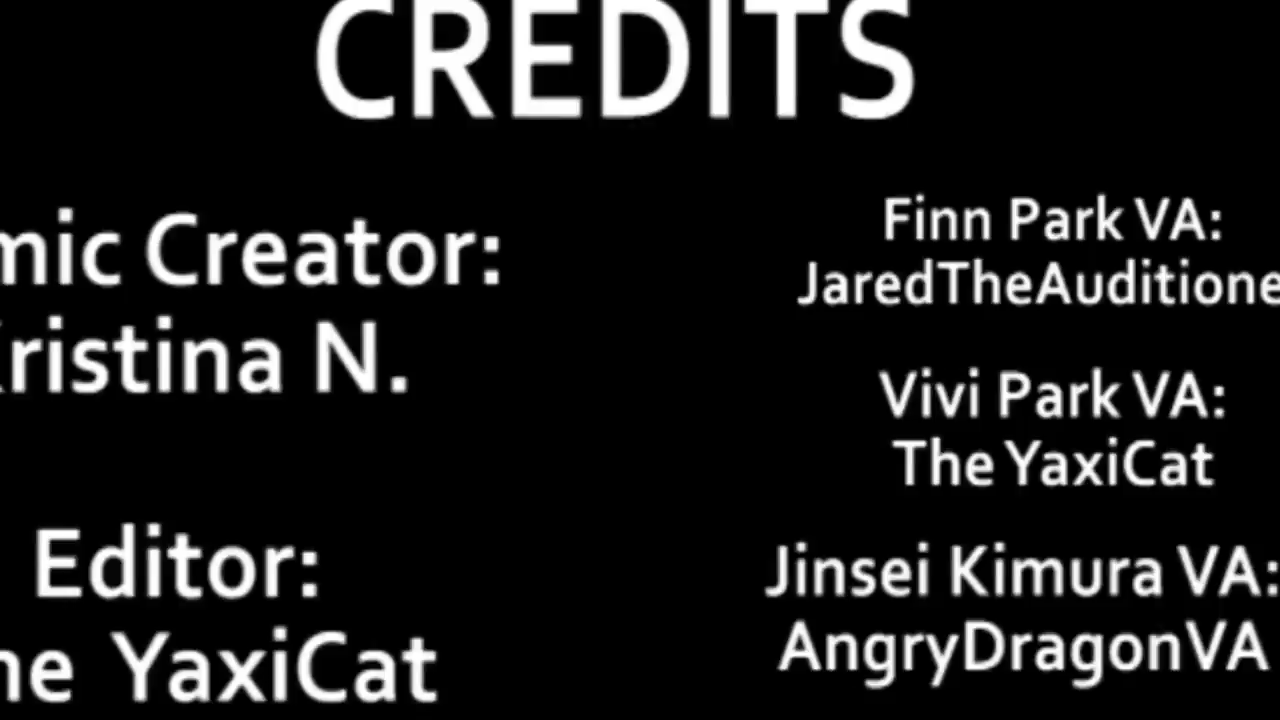 CREDITS
mic Creator:
ristina N.
Editor:
he YaxiCat
Finn Park VA:
JaredTheAuditione
Vivi Park VA:
The YaxiCat
Jinsei Kimura VA:
AngryDragonVA